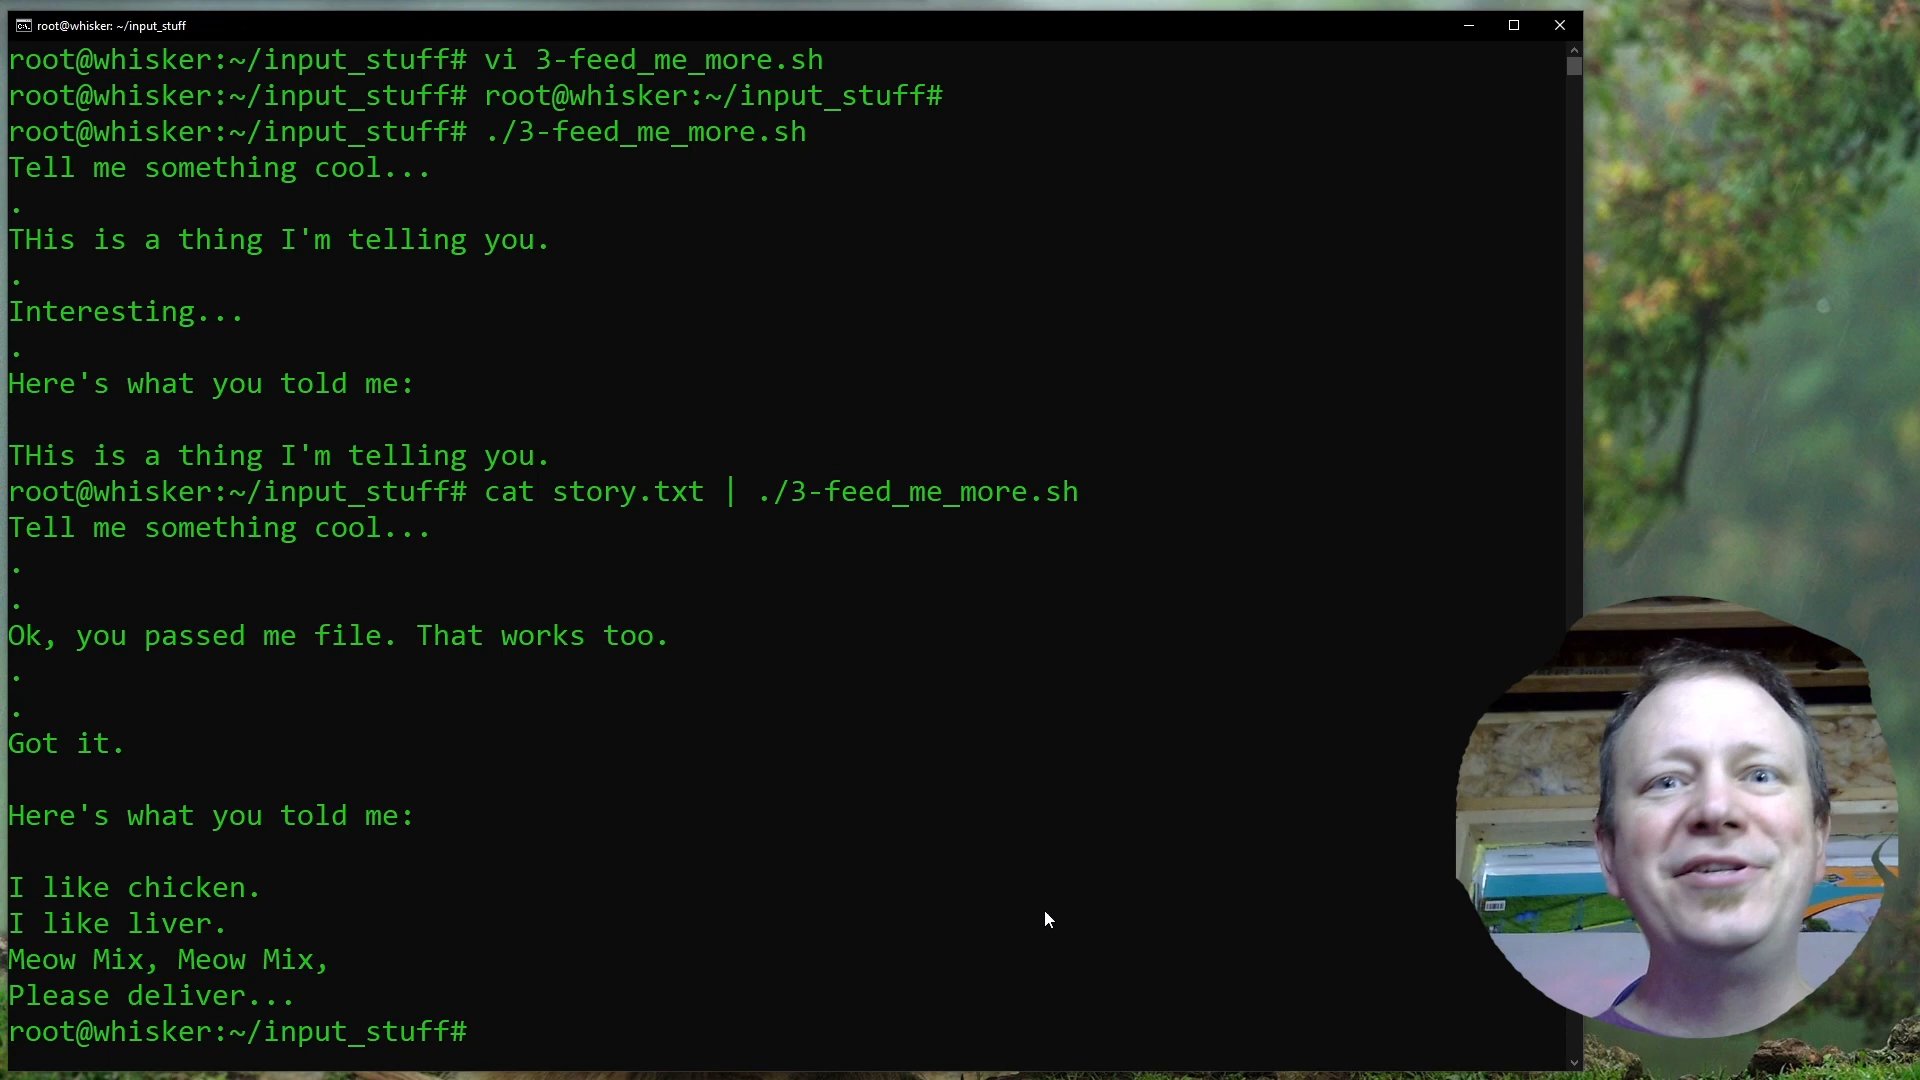 root@whisker: ~/input_stuff
root@whisker:~/input_stuff# vi 3-feed_me_more.sh
root@whisker:~/input_stuff# root@whisker:~/input_stuff#
root@whisker:~/input_stuff# ./3-feed_me_more.sh
Tell me something cool...
.
THis is a thing I'm telling you.
.
Interesting...
.
Here's what you told me:
THis is a thing I'm telling you.
root@whisker:~/input_stuff# cat story.txt | ./3-feed_me_more.sh
Tell me something cool...
.
.
Ok, you passed me file. That works too.
.
.
Got it.
Here's what you told me:
I like chicken.
I like liver.
Meow Mix, Meow Mix,
Please deliver...
root@whisker:~/input_stuff#